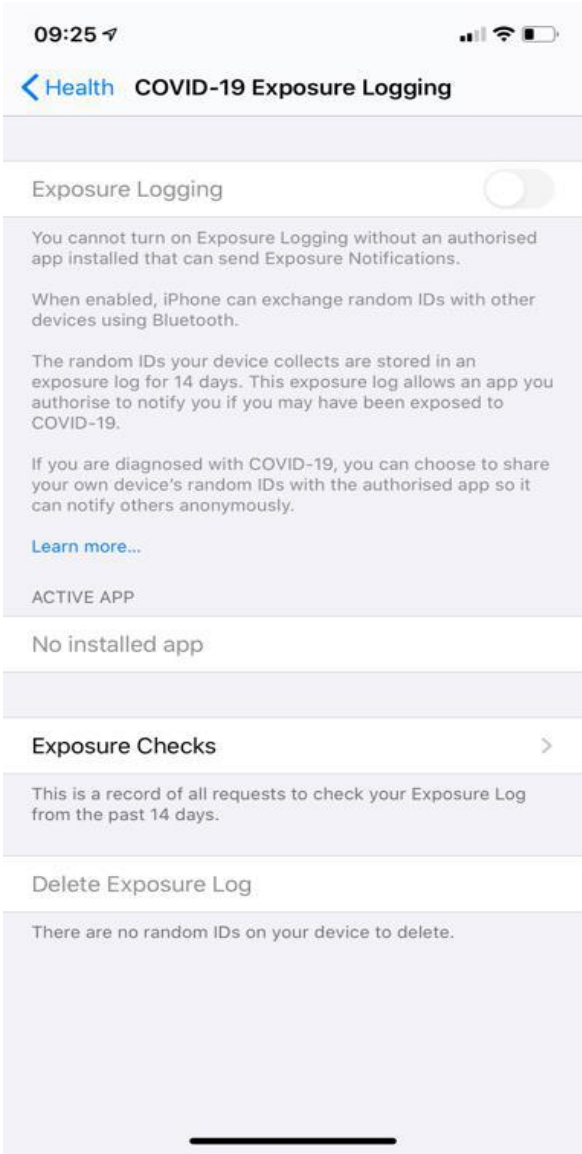 09:25
Health COVID-19 Exposure Logging
Exposure Logging
You cannot turn on Exposure Logging without an authorised
app installed that can send Exposure Notifications.
When enabled, iPhone can exchange random IDs with other
devices using Bluetooth.
The random IDs your device collects are stored in an
exposure log for 14 days. This exposure log allows an app you
authorise to notify you if you may have been exposed to
COVID-19.
If you are diagnosed with COVID-19, you can choose to share
your own device's random IDs with the authorised app so it
can notify others anonymously.
Learn more...
ACTIVE APP
No installed app
Exposure Checks
This is a record of all requests to check your Exposure Log
from the past 14 days.
Delete Exposure Log
There are no random IDs on your device to delete.